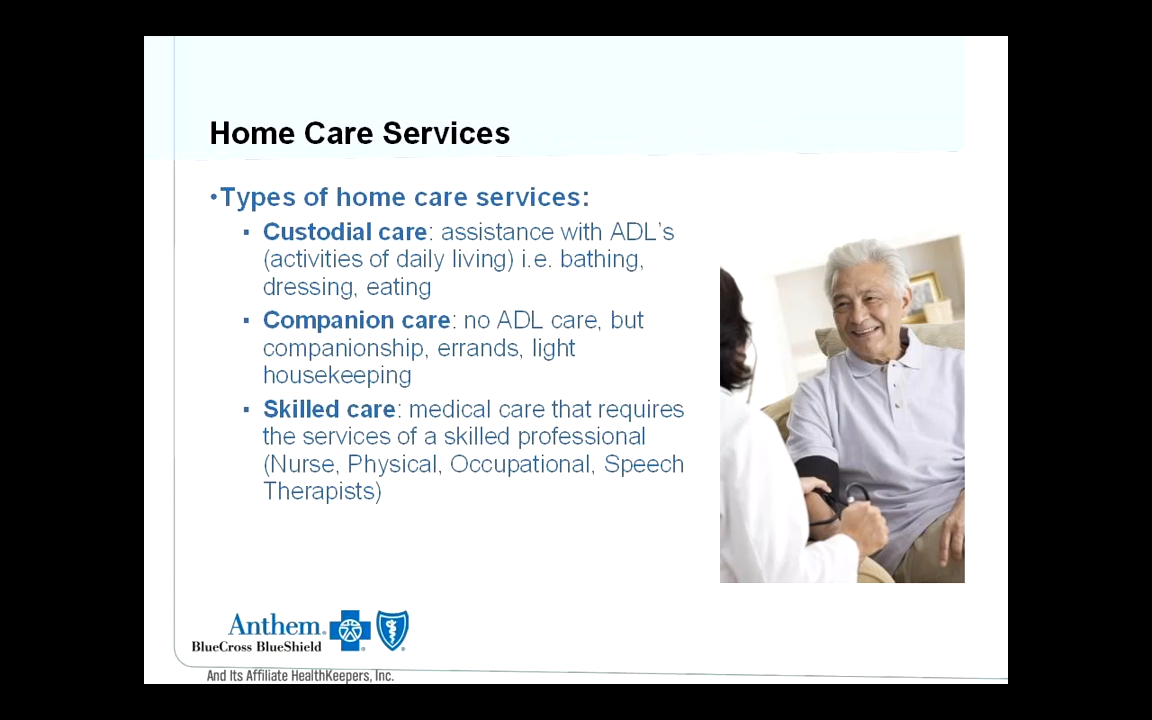 Home Care Services
•Types of home care services:
▪ Custodial care: assistance with ADL's
(activities of daily living) i.e. bathing,
dressing, eating
▪ Companion care: no ADL care, but
companionship, errands, light
housekeeping
▪ Skilled care: medical care that requires
the services of a skilled professional
(Nurse, Physical, Occupational, Speech
Therapists)
Anthem®
BlueCross BlueShield
And Its Affiliate HealthKeepers, Inc.